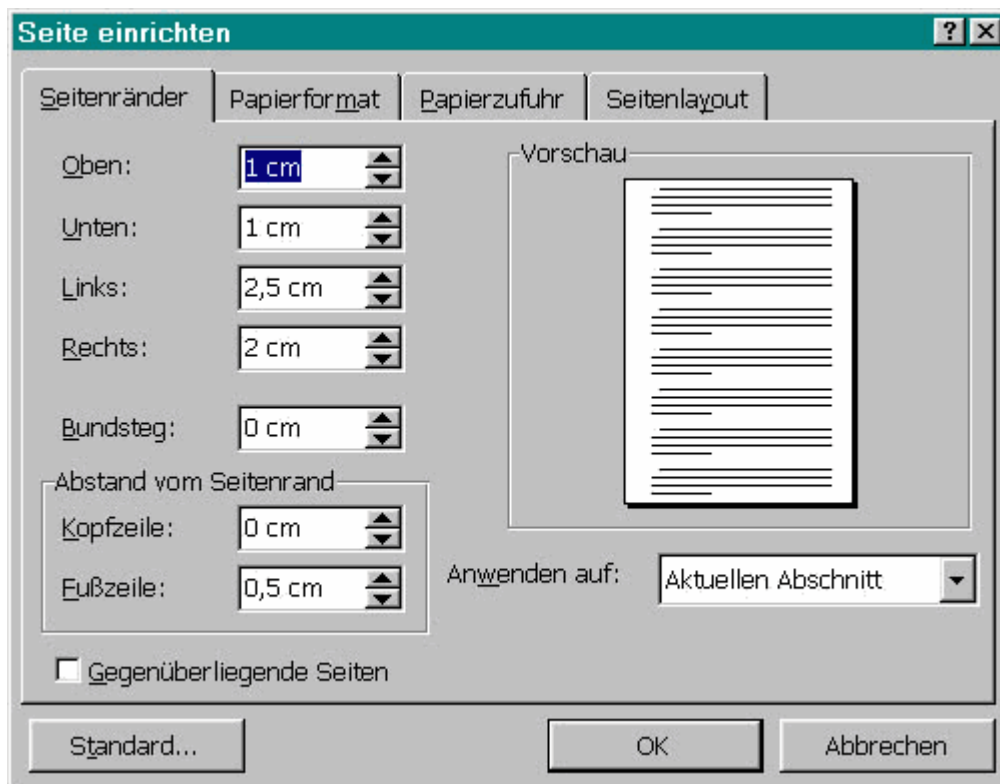 Seite einrichten
Seitenränder Papierformat Papierzufuhr Seitenlayout
Oben: 1 cm
Unten: 1 cm
Links: 2,5 cm
Rechts: 2 cm
Bundsteg: 0 cm
Abstand vom Seitenrand
Kopfzeile: 0 cm
Fußzeile: 0,5 cm
Vorschau
Anwenden auf: Aktuellen Abschnitt
Gegenüberliegende Seiten
Standard... OK Abbrechen